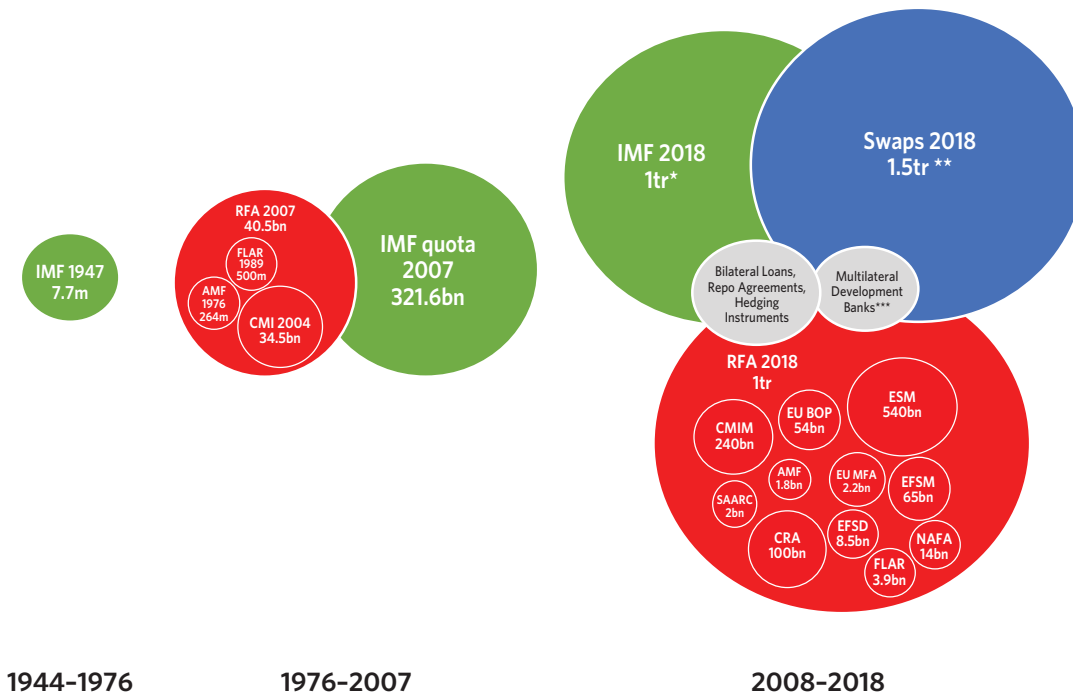 IMF 1947
7.7m
RFA 2007
40.5bn
FLAR
1989
500m
AMF
1976
264m
CMI 2004
34.5bn
IMF quota
2007
321.6bn
IMF 2018
1tr*
Swaps 2018
1.5tr **
Bilateral Loans,
Repo Agreements,
Hedging
Instruments
Multilateral
Development
Banks***
RFA 2018
1tr
ESM
540bn
EU BOP
54bn
CMIM
240bn
AMF
1.8bn
EU MFA
2.2bn
EFSM
65bn
SAARC
2bn
CRA
100bn
EFSD
8.5bn
NAFA
14bn
FLAR
3.9bn
1944–1976
1976–2007
2008–2018